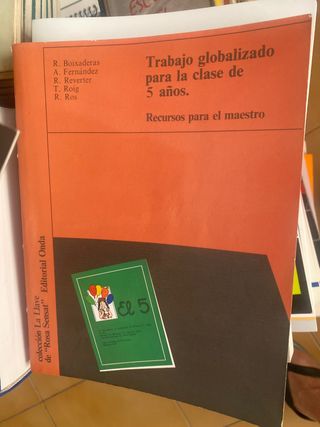 R. Boixaderas
A. Fernández
R. Reverter
T. Roig
R. Ros
Trabajo globalizado
para la clase de
5 años.
Recursos para el maestro
colección La Llave
de "Rosa Sensat". Editorial Onda
El 5